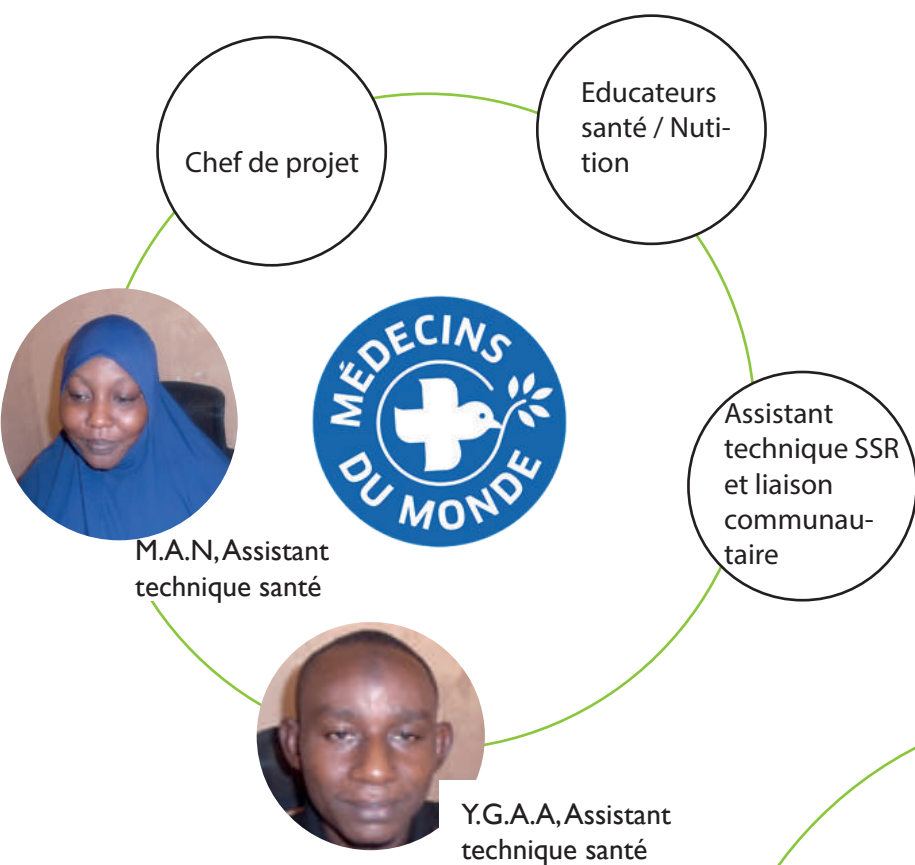 Chef de projet
Educateurs
santé / Nuti-
tion
MÉDECINS
DU MONDE
Assistant
technique SSR
et liaison
communau-
taire
M.A.N, Assistant
technique santé
Y.G.A.A, Assistant
technique santé